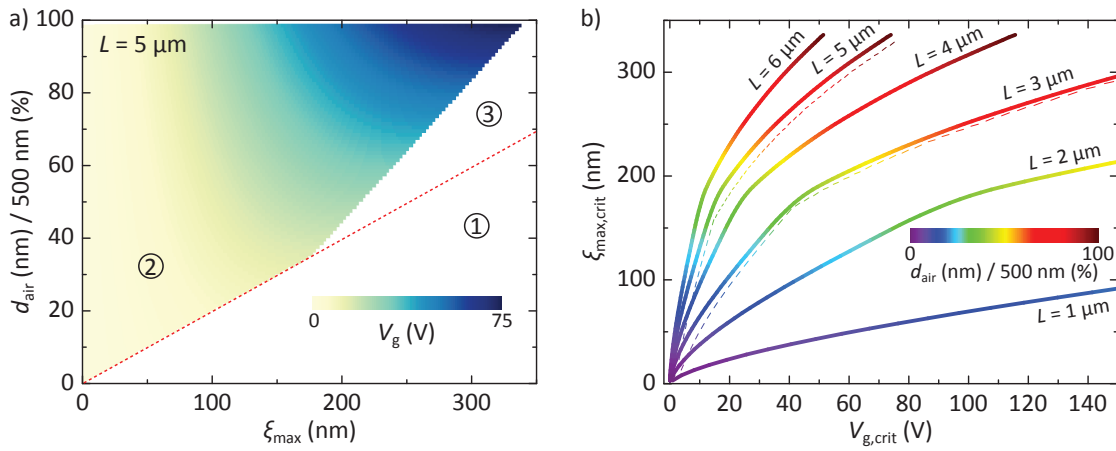 a)
L = 5 μm
d_air (nm) / 500 nm (%)
100
80
60
40
20
0
①
②
③
0
75
V_g (V)
0
100
200
300
ξ_max (nm)
b)
ξ_max,crit (nm)
300
200
100
0
L = 6 μm
L = 5 μm
L = 4 μm
L = 3 μm
L = 2 μm
L = 1 μm
0
100
d_air (nm) / 500 nm (%)
0
20
40
60
80
100
120
140
V_g,crit (V)